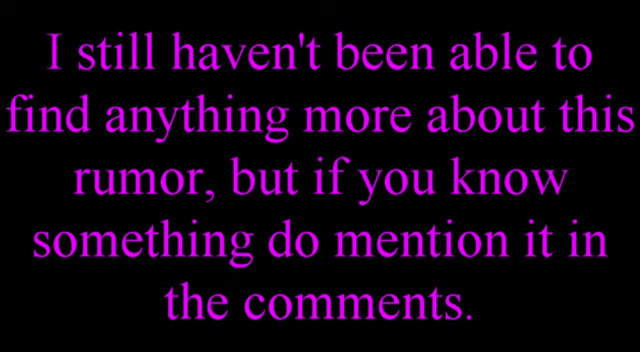 I still haven't been able to
find anything more about this
rumor, but if you know
something do mention it in
the comments.